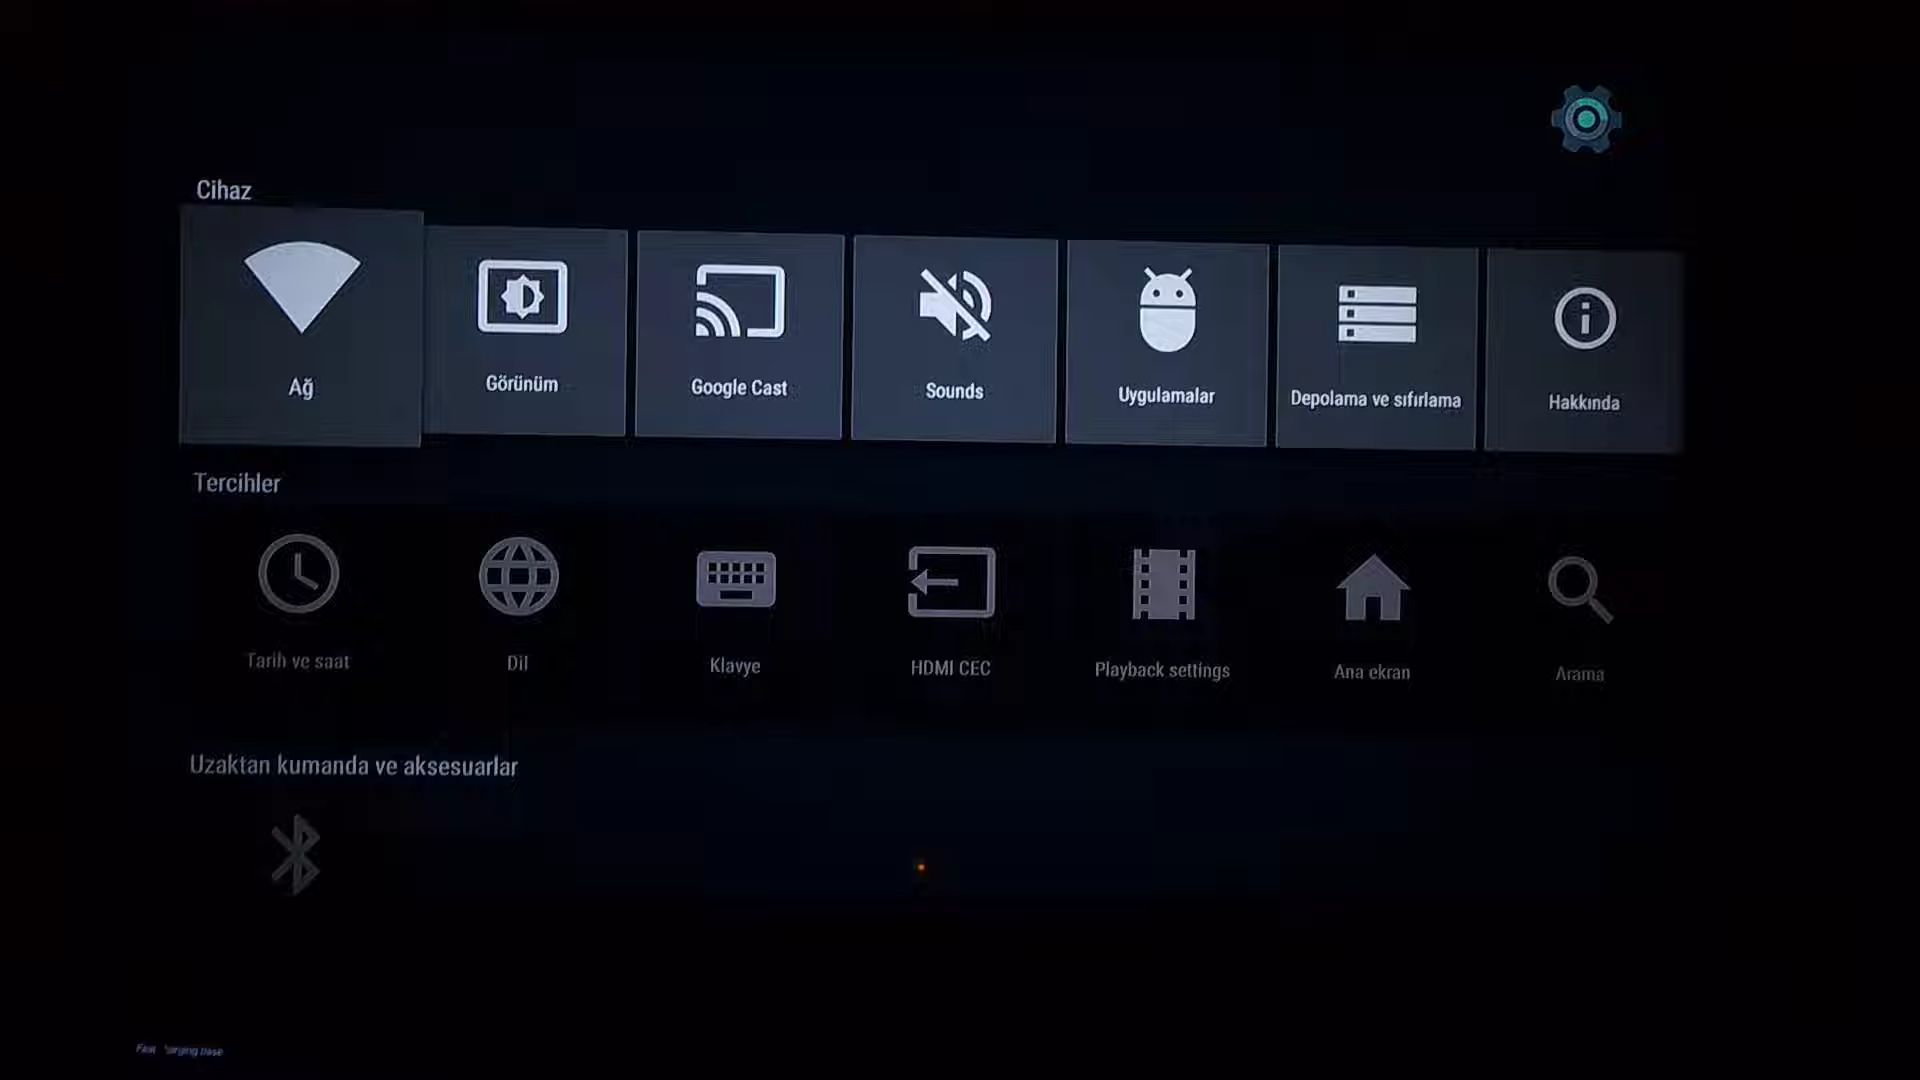 Cihaz
Ağ
Görünüm
Google Cast
Sounds
Uygulamalar
Depolama ve sıfırlama
Hakkında
Tercihler
Tarih ve saat
Dil
Klavye
HDMI CEC
Playback settings
Ana ekran
Arama
Uzaktan kumanda ve aksesuarlar